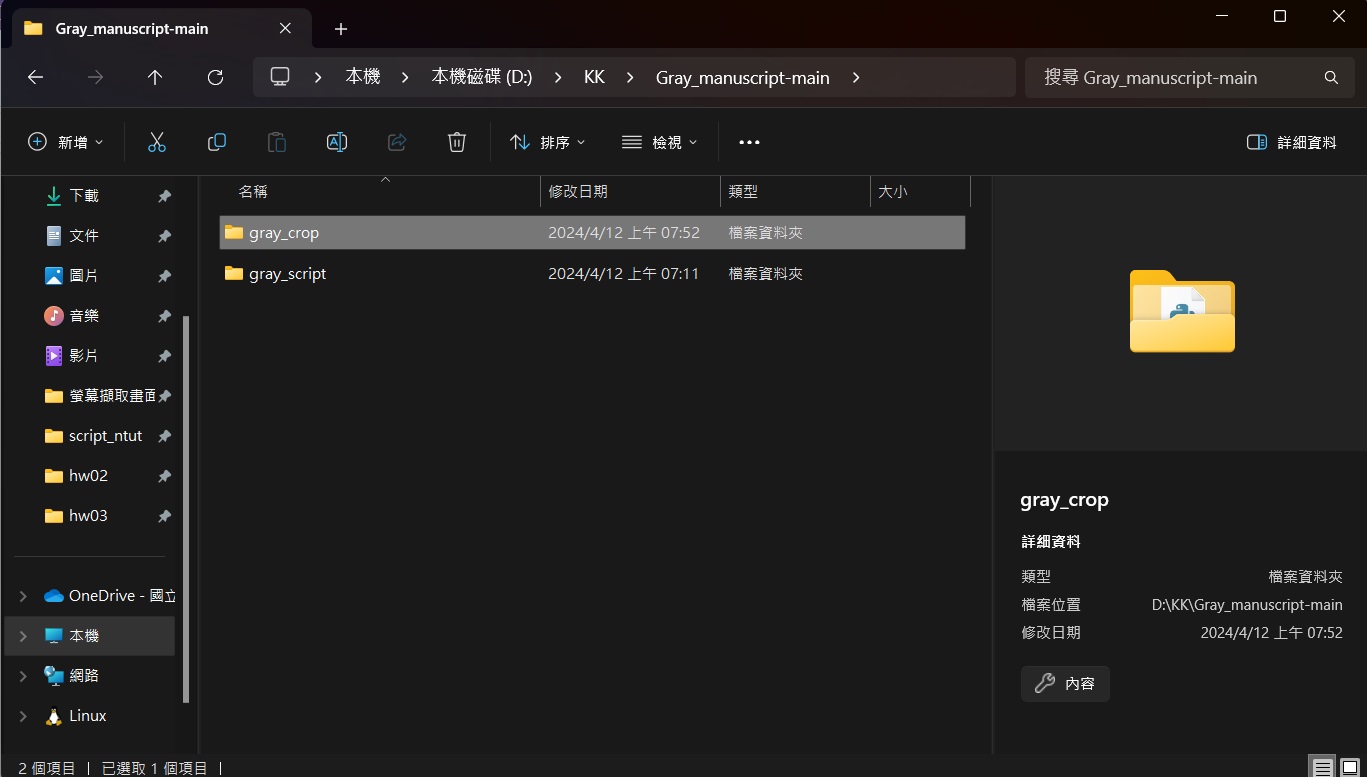 Gray_manuscript-main
本機 本機磁碟 (D:) KK Gray_manuscript-main 搜尋 Gray_manuscript-main
新增 排序 檢視 詳細資料
下載
文件
圖片
音樂
影片
螢幕擷取畫面
script_ntut
hw02
hw03
OneDrive - 國立
本機
網路
Linux
名稱 修改日期 類型 大小
gray_crop 2024/4/12 上午 07:52 檔案資料夾
gray_script 2024/4/12 上午 07:11 檔案資料夾
gray_crop
詳細資料
類型 檔案資料夾
檔案位置 D:\KK\Gray_manuscript-main
修改日期 2024/4/12 上午 07:52
內容
2 個項目 已選取 1 個項目